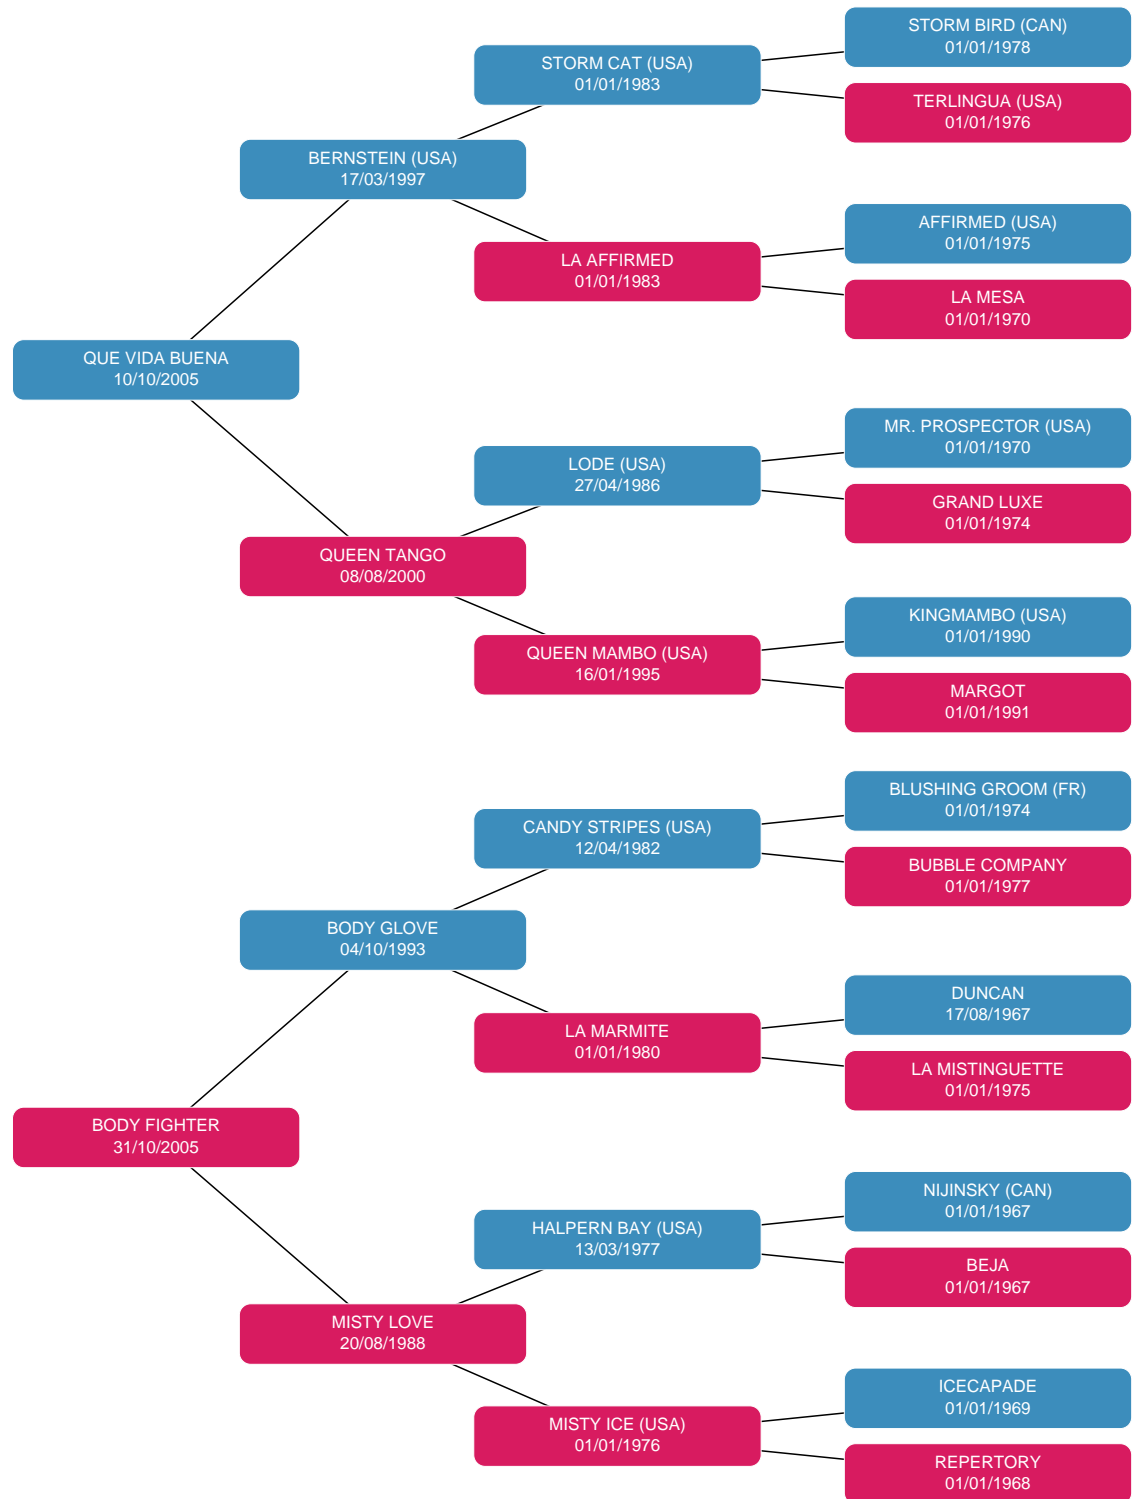 STORM BIRD (CAN)
01/01/1978
STORM CAT (USA)
01/01/1983
TERLINGUA (USA)
01/01/1976
BERNSTEIN (USA)
17/03/1997
AFFIRMED (USA)
01/01/1975
LA AFFIRMED
01/01/1983
LA MESA
01/01/1970
QUE VIDA BUENA
10/10/2005
MR. PROSPECTOR (USA)
01/01/1970
LODE (USA)
27/04/1986
GRAND LUXE
01/01/1974
QUEEN TANGO
08/08/2000
KINGMAMBO (USA)
01/01/1990
QUEEN MAMBO (USA)
16/01/1995
MARGOT
01/01/1991
BLUSHING GROOM (FR)
01/01/1974
CANDY STRIPES (USA)
12/04/1982
BUBBLE COMPANY
01/01/1977
BODY GLOVE
04/10/1993
DUNCAN
17/08/1967
LA MARMITE
01/01/1980
LA MISTINGUETTE
01/01/1975
BODY FIGHTER
31/10/2005
NIJINSKY (CAN)
01/01/1967
HALPERN BAY (USA)
13/03/1977
BEJA
01/01/1967
MISTY LOVE
20/08/1988
ICECAPADE
01/01/1969
MISTY ICE (USA)
01/01/1976
REPERTORY
01/01/1968